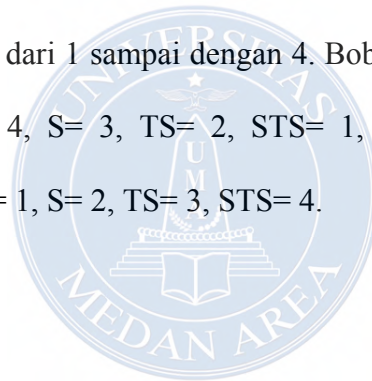 dari 1 sampai dengan 4. Bob
4, S= 3, TS= 2, STS= 1,
= 1, S= 2, TS= 3, STS= 4.
UNIVERSITAS
UMA
MEDAN AREA